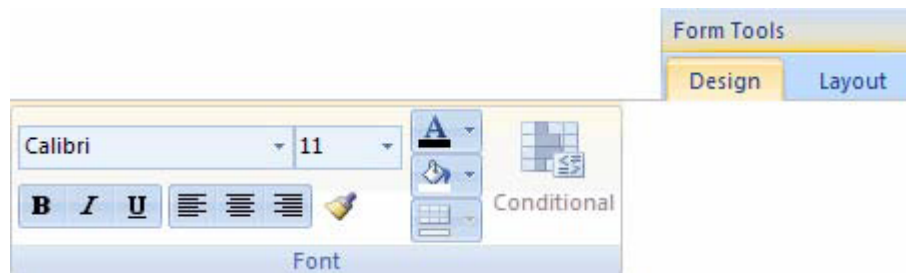 Form Tools
Design Layout
Calibri 11 A
Conditional
B I U
Font